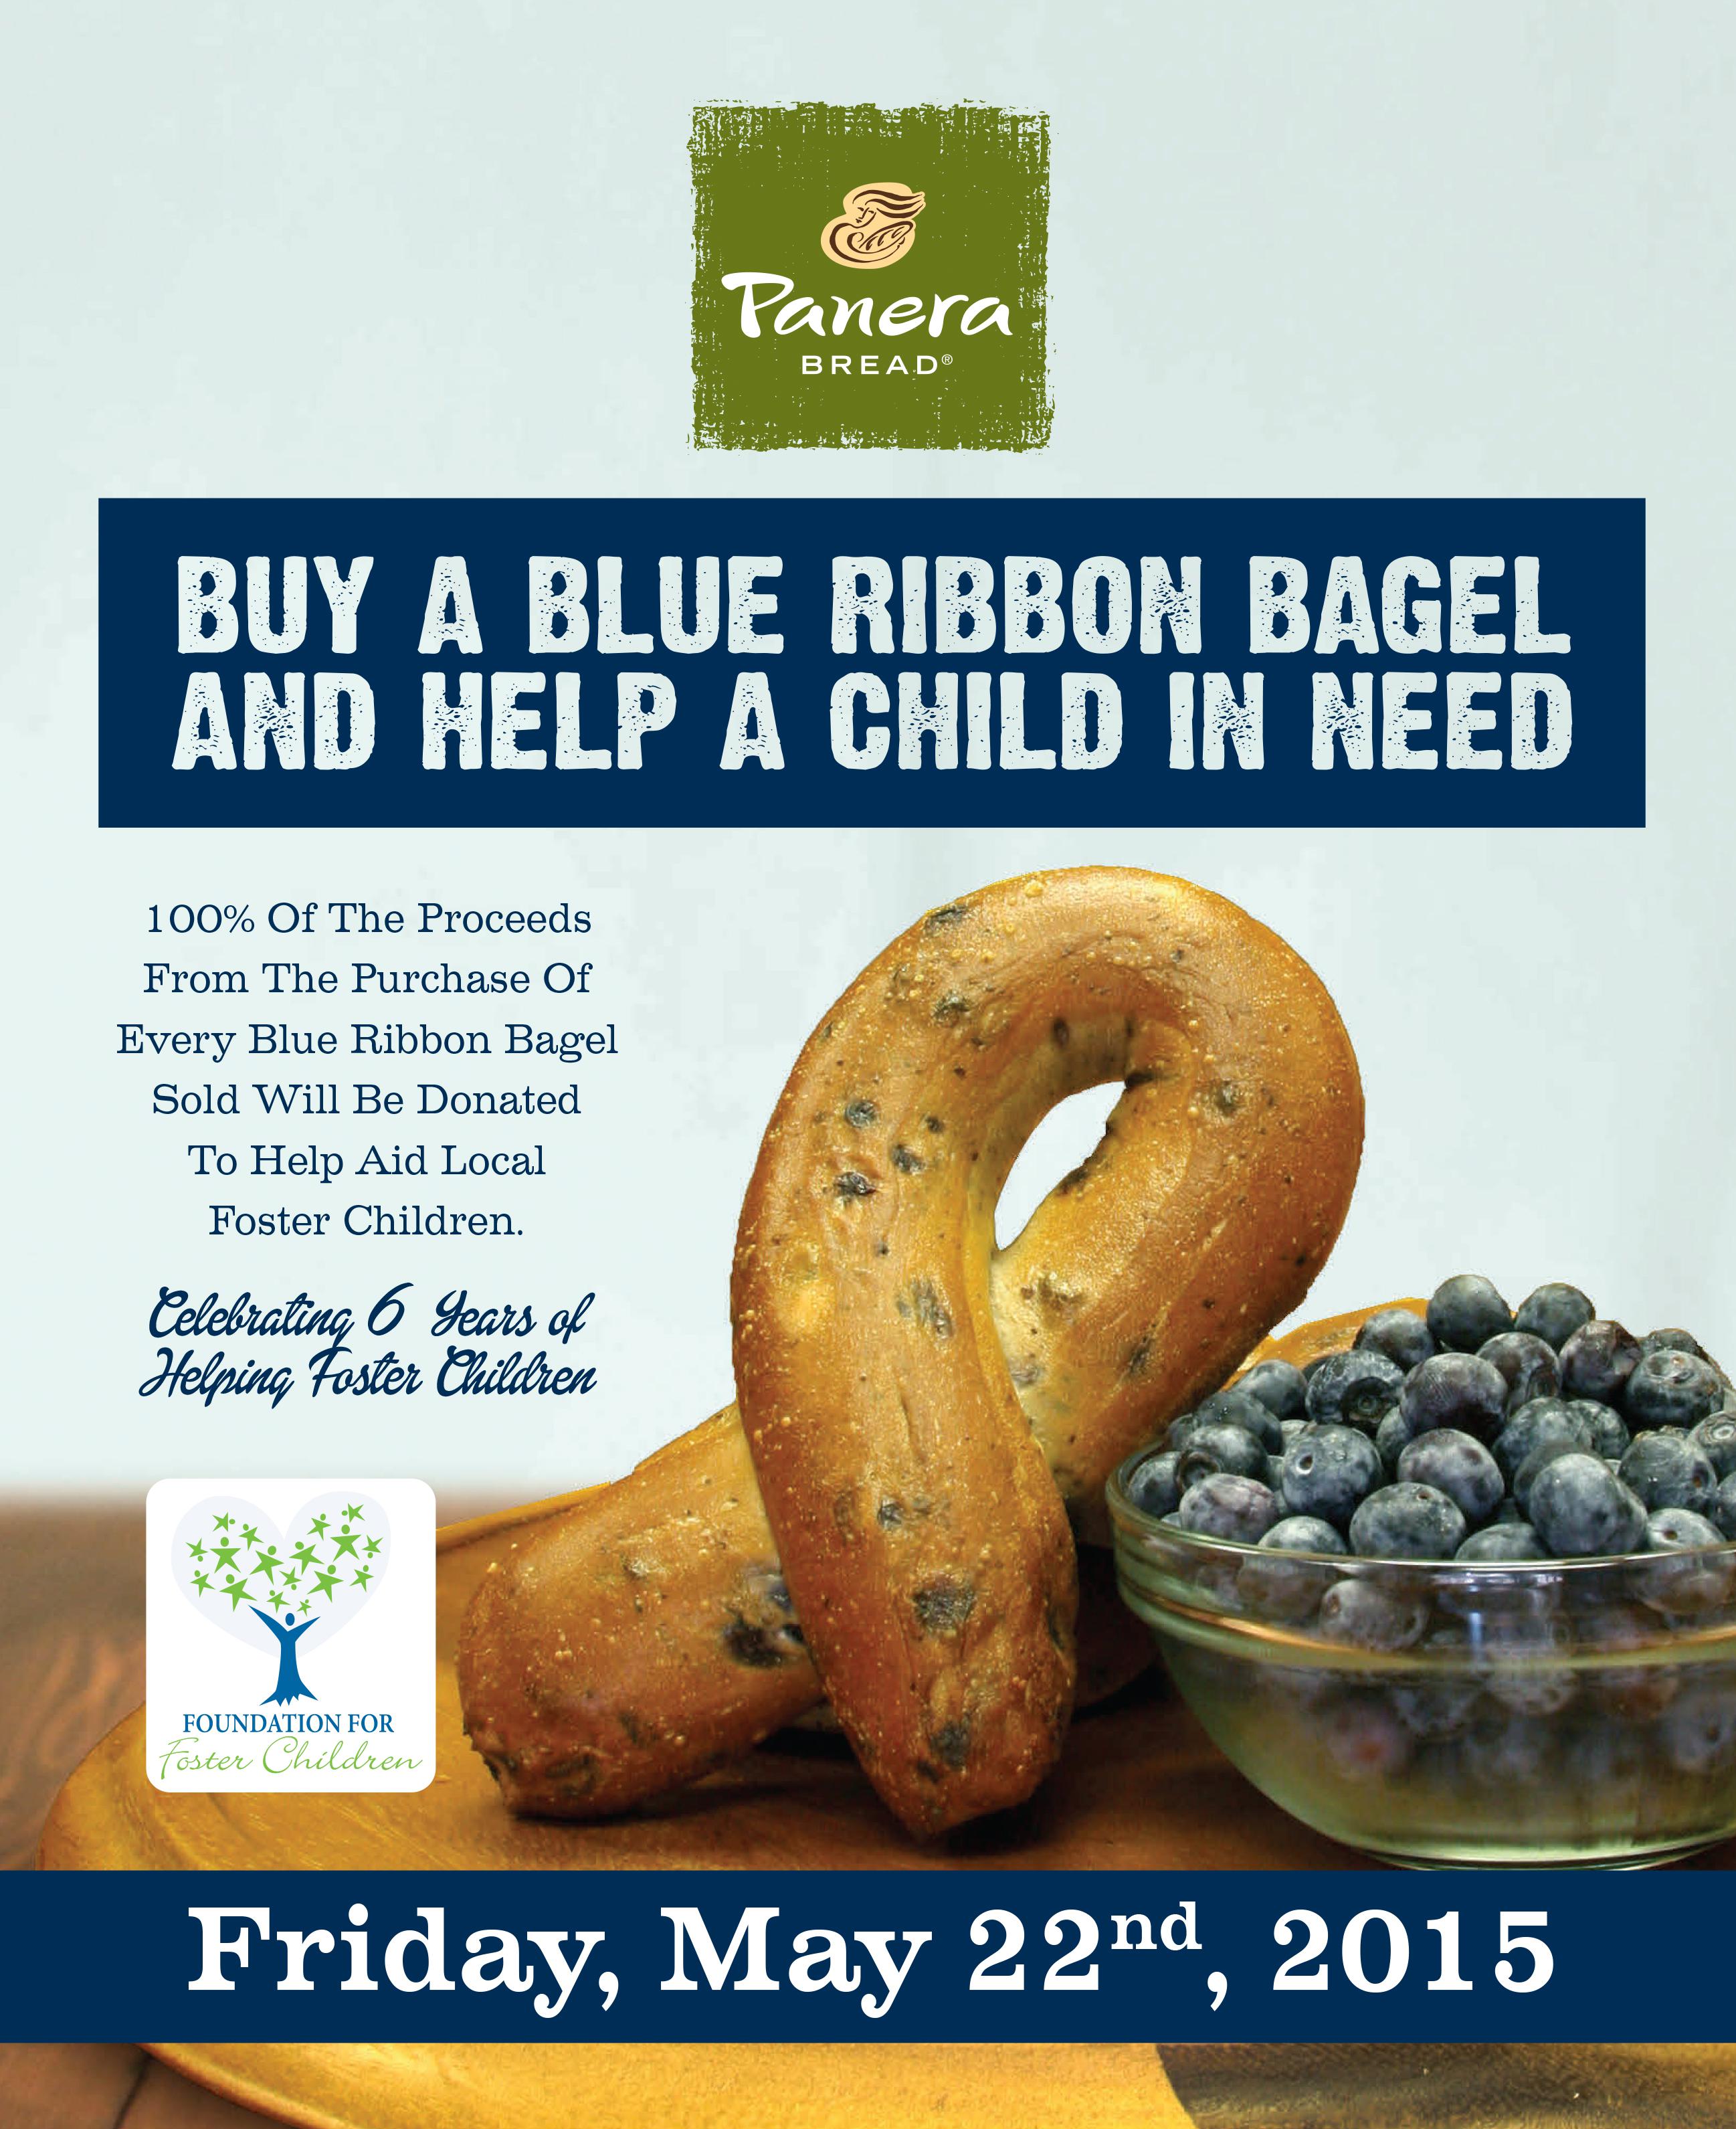 Panera
BREAD®
BUY A BLUE RIBBON BAGEL
AND HELP A CHILD IN NEED
100% Of The Proceeds
From The Purchase Of
Every Blue Ribbon Bagel
Sold Will Be Donated
To Help Aid Local
Foster Children.
Celebrating 6 Years of
Helping Foster Children
FOUNDATION FOR
Foster Children
Friday, May 22nd, 2015